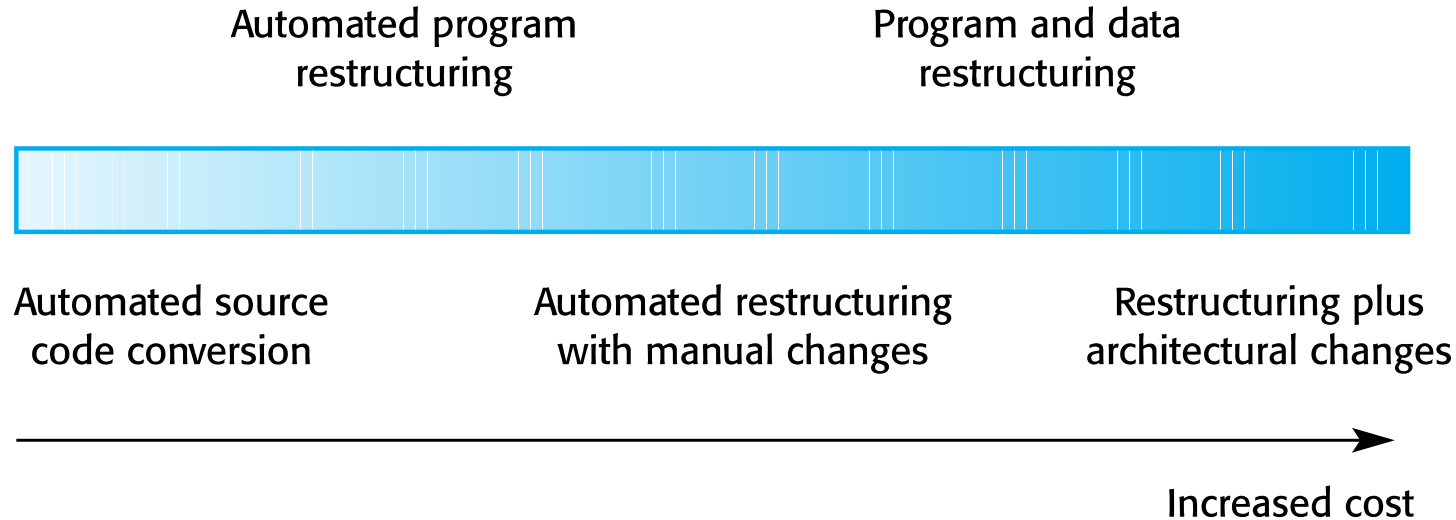 Automated program
restructuring
Program and data
restructuring
Automated source
code conversion
Automated restructuring
with manual changes
Restructuring plus
architectural changes
Increased cost